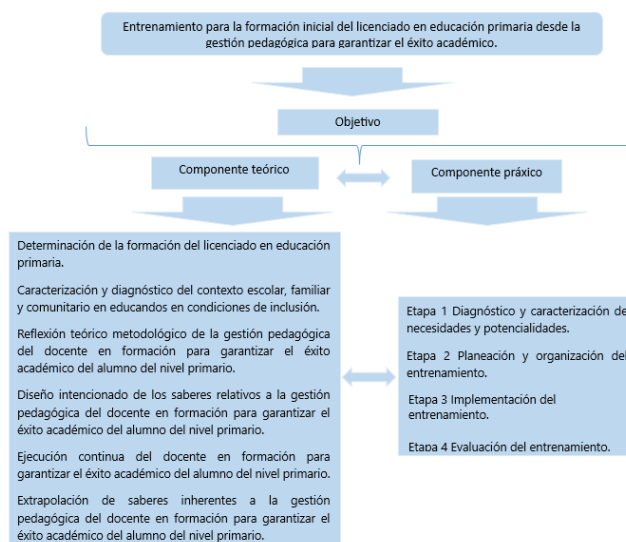 Entrenamiento para la formación inicial del licenciado en educación primaria desde la
gestión pedagógica para garantizar el éxito académico.
Objetivo
Componente teórico
Componente práxico
Determinación de la formación del licenciado en educación
primaria.
Caracterización y diagnóstico del contexto escolar, familiar
y comunitario en educandos en condiciones de inclusión.
Reflexión teórico metodológico de la gestión pedagógica
del docente en formación para garantizar el éxito
académico del alumno del nivel primario.
Diseño intencionado de los saberes relativos a la gestión
pedagógica del docente en formación para garantizar el
éxito académico del alumno del nivel primario.
Ejecución continua del docente en formación para
garantizar el éxito académico del alumno del nivel primario.
Extrapolación de saberes inherentes a la gestión
pedagógica del docente en formación para garantizar el
éxito académico del alumno del nivel primario.
Etapa 1 Diagnóstico y caracterización de
necesidades y potencialidades.
Etapa 2 Planeación y organización del
entrenamiento.
Etapa 3 Implementación del
entrenamiento.
Etapa 4 Evaluación del entrenamiento.